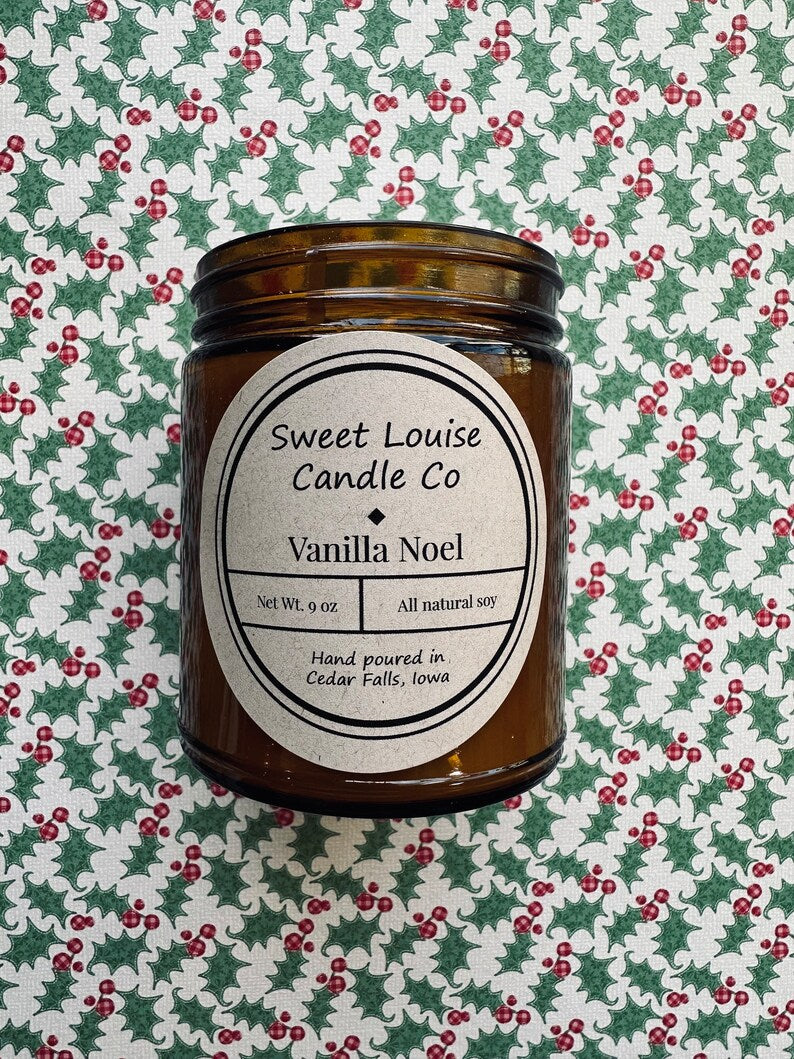 Sweet Louise
Candle Co
Vanilla Noel
Net Wt. 9 oz
All natural soy
Hand poured in
Cedar Falls, Iowa